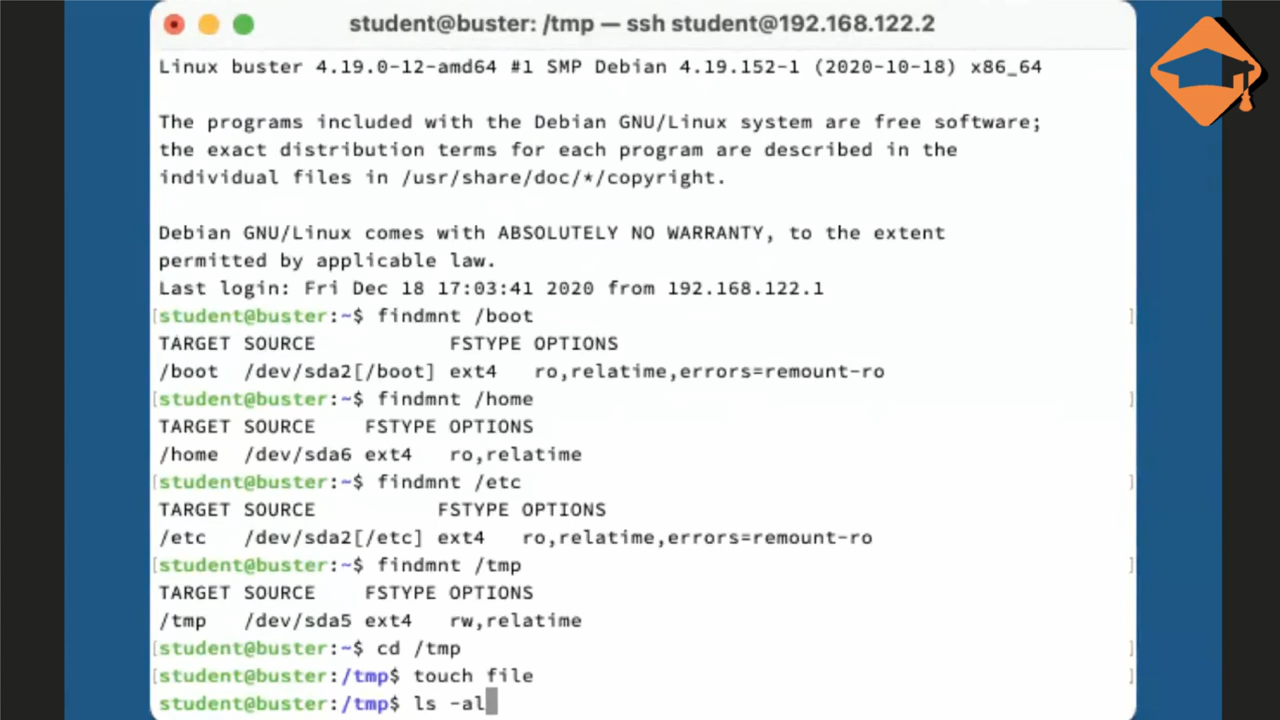 student@buster: /tmp — ssh student@192.168.122.2
Linux buster 4.19.0-12-amd64 #1 SMP Debian 4.19.152-1 (2020-10-18) x86_64
The programs included with the Debian GNU/Linux system are free software;
the exact distribution terms for each program are described in the
individual files in /usr/share/doc/*/copyright.
Debian GNU/Linux comes with ABSOLUTELY NO WARRANTY, to the extent
permitted by applicable law.
Last login: Fri Dec 18 17:03:41 2020 from 192.168.122.1
[student@buster:~$ findmnt /boot ]
TARGET SOURCE           FSTYPE OPTIONS
/boot  /dev/sda2[/boot] ext4   ro,relatime,errors=remount-ro
[student@buster:~$ findmnt /home ]
TARGET SOURCE    FSTYPE OPTIONS
/home  /dev/sda6 ext4   ro,relatime
[student@buster:~$ findmnt /etc ]
TARGET SOURCE          FSTYPE OPTIONS
/etc   /dev/sda2[/etc] ext4   ro,relatime,errors=remount-ro
[student@buster:~$ findmnt /tmp ]
TARGET SOURCE    FSTYPE OPTIONS
/tmp   /dev/sda5 ext4   rw,relatime
[student@buster:~$ cd /tmp ]
[student@buster:/tmp$ touch file ]
student@buster:/tmp$ ls -al